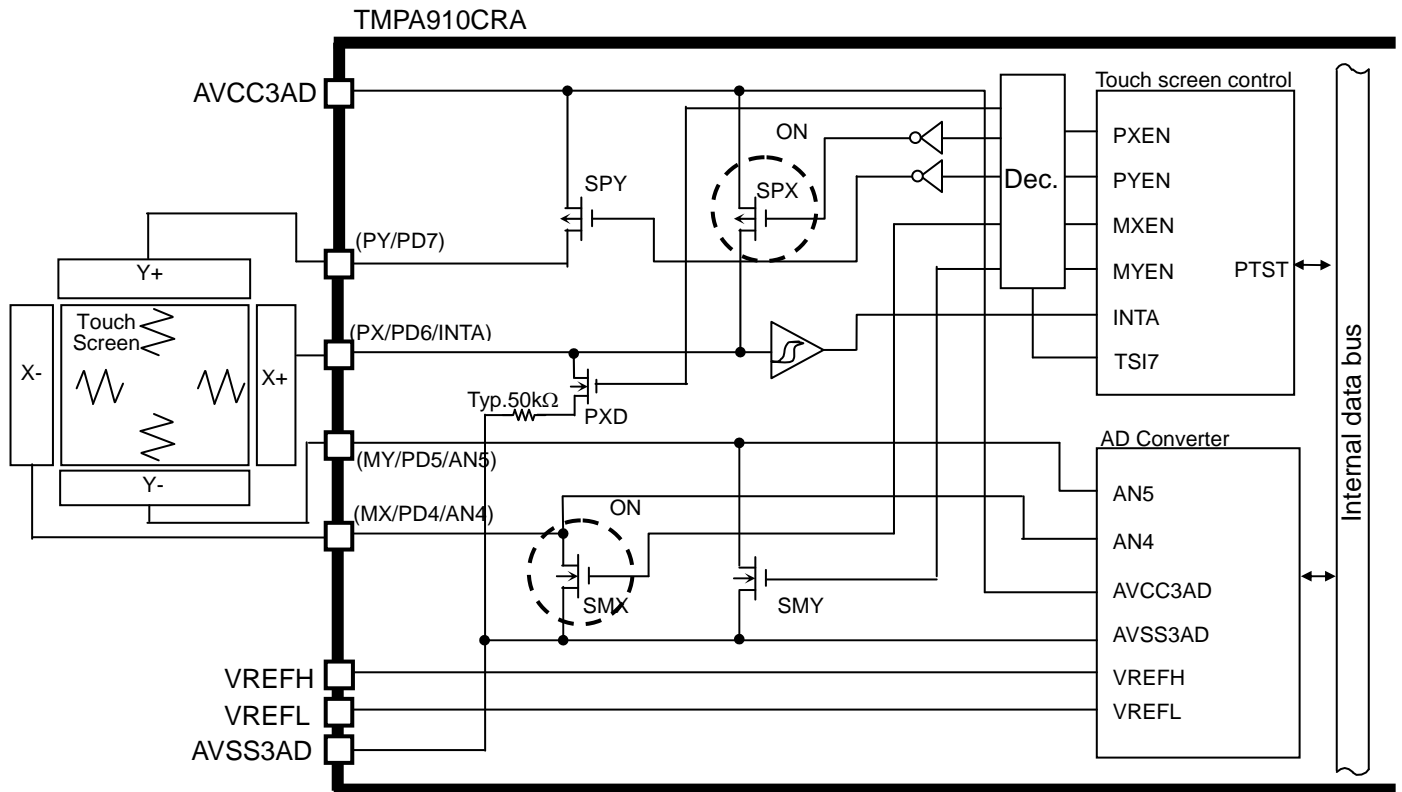 TMPA910CRA
AVCC3AD
Touch screen control
ON
PXEN
SPY
SPX
Dec.
PYEN
MXEN
(PY/PD7)
MYEN
PTST
Y+
INTA
Touch
Screen
(PX/PD6/INTA)
TSI7
X-
X+
Typ.50kΩ
PXD
Internal data bus
AD Converter
(MY/PD5/AN5)
Y-
AN5
(MX/PD4/AN4)
ON
AN4
AVCC3AD
SMX
SMY
AVSS3AD
VREFH
VREFH
VREFL
VREFL
AVSS3AD